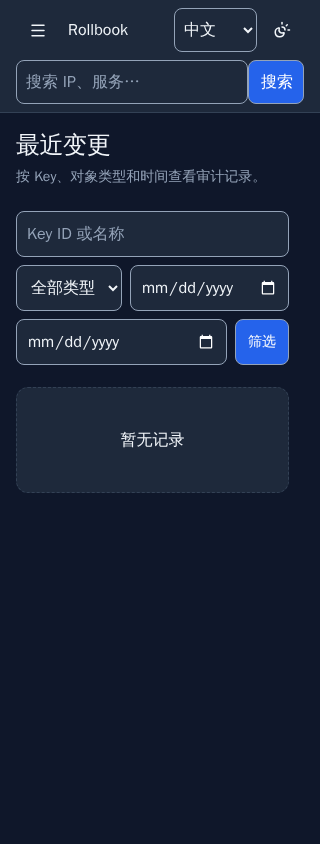 Rollbook
中文
搜索 IP、服务…
搜索
最近变更
按 Key、对象类型和时间查看审计记录。
Key ID 或名称
全部类型
mm/dd/yyyy
mm/dd/yyyy
筛选
暂无记录